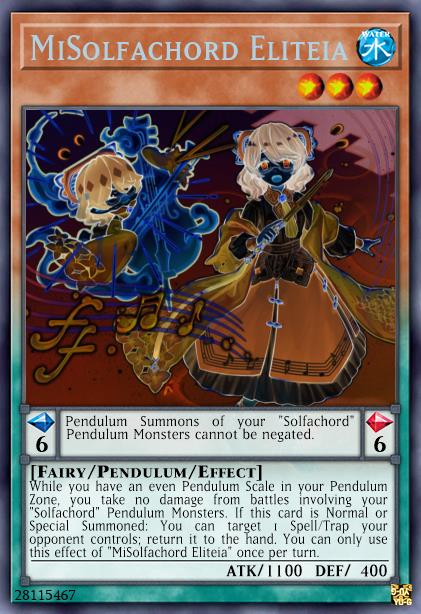 MiSolfachord Eliteia
WATER
水
6
Pendulum Summons of your "Solfachord"
Pendulum Monsters cannot be negated.
6
[Fairy/Pendulum/Effect]
While you have an even Pendulum Scale in your Pendulum
Zone, you take no damage from battles involving your
"Solfachord" Pendulum Monsters. If this card is Normal or
Special Summoned: You can target 1 Spell/Trap your
opponent controls; return it to the hand. You can only use
this effect of "MiSolfachord Eliteia" once per turn.
ATK/1100 DEF/ 400
28115467